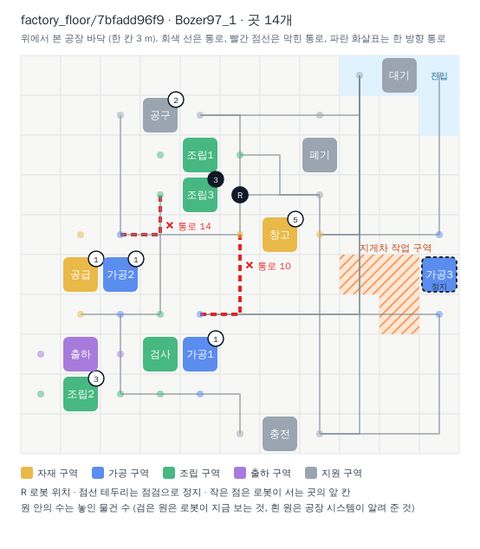 factory_floor/7bfadd96f9 · Bozer97_1 · 곳 14개
위에서 본 공장 바닥 (한 칸 3 m). 회색 선은 통로, 빨간 점선은 막힌 통로, 파란 화살표는 한 방향 통로
대기
진입
공구
2
조립1
폐기
조립3
3
R
통로 14
창고
5
통로 10
지게차 작업 구역
공급
1
가공2
1
가공3
정지
출하
검사
가공1
1
조립2
3
충전
자재 구역
가공 구역
조립 구역
출하 구역
지원 구역
R 로봇 위치 · 점선 테두리는 점검으로 정지 · 작은 점은 로봇이 서는 곳의 앞 칸
원 안의 수는 놓인 물건 수 (검은 원은 로봇이 지금 보는 것, 흰 원은 공장 시스템이 알려 준 것)